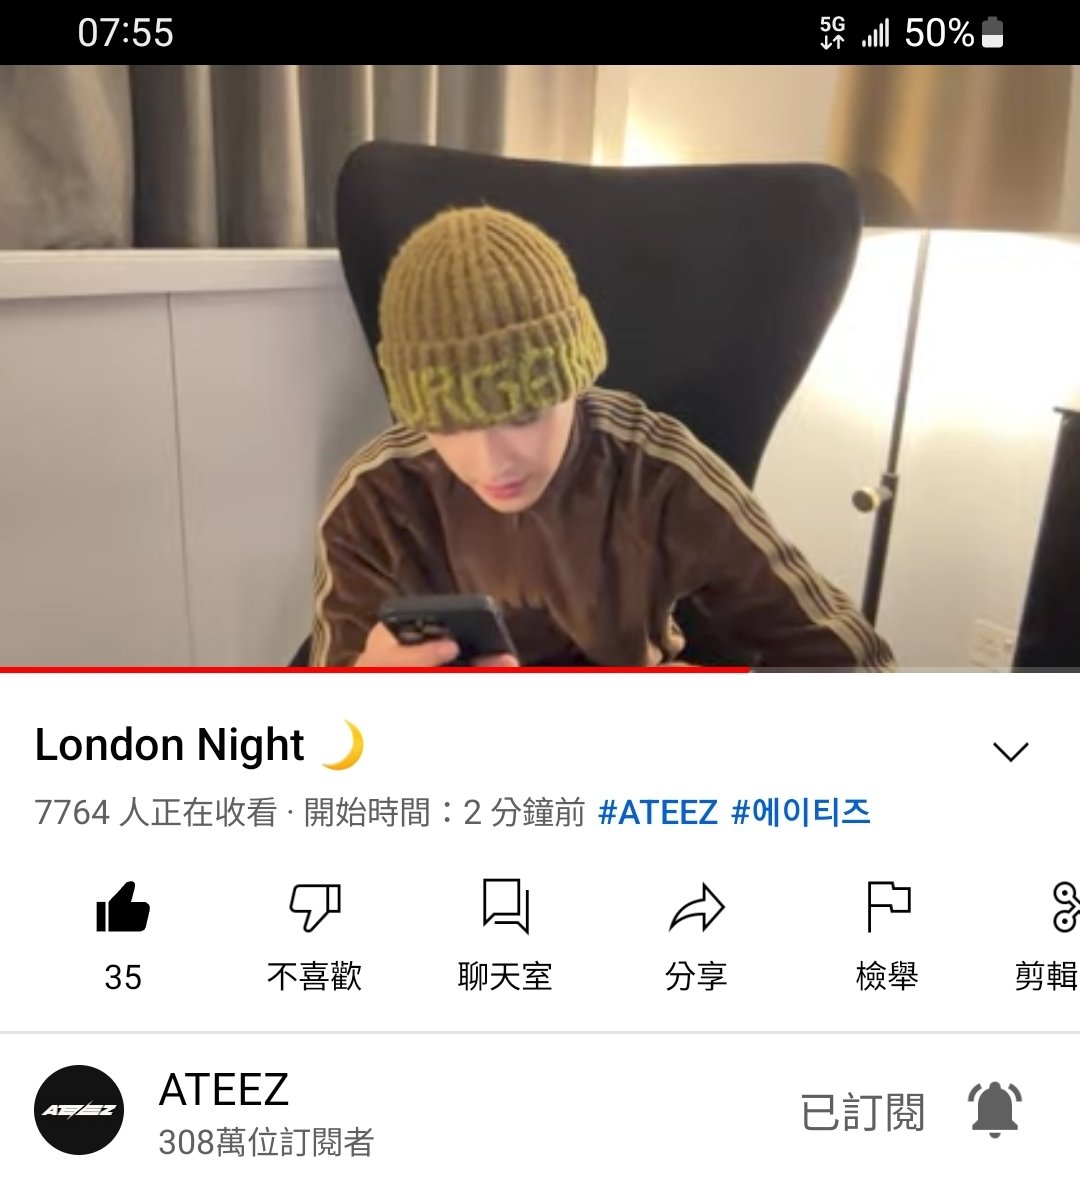 07:55 5G 50%
London Night 🌙
7764 人正在收看 · 開始時間：2 分鐘前 #ATEEZ #에이티즈
35 不喜歡 聊天室 分享 檢舉 剪輯
ATEEZ
ATEEZ
308萬位訂閱者
已訂閱